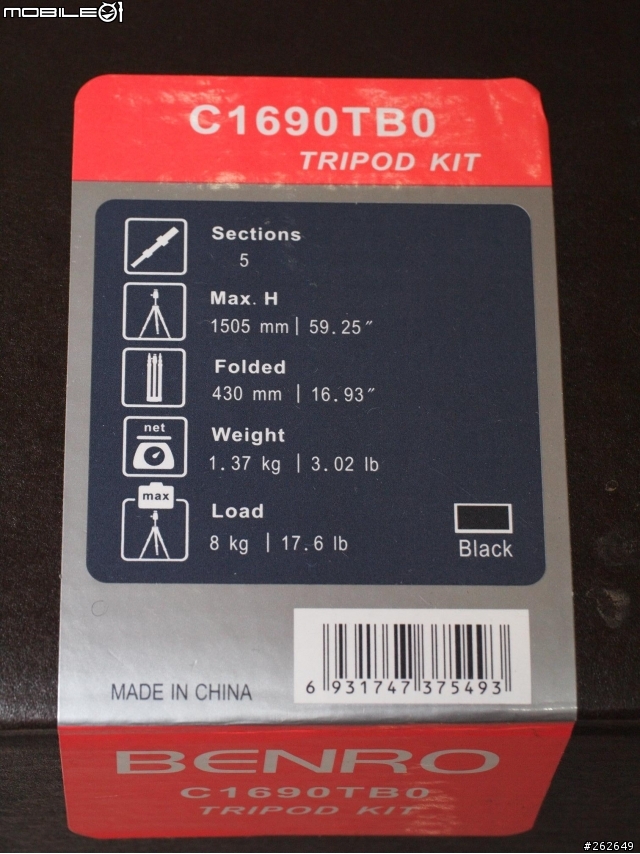 MOBILE01
C1690TB0
TRIPOD KIT
Sections
5
Max. H
1505 mm | 59.25″
Folded
430 mm | 16.93″
net
Weight
1.37 kg | 3.02 lb
max
Load
8 kg | 17.6 lb
Black
MADE IN CHINA
6 931747 375493
BENRO
C1690TB0
TRIPOD KIT
#262649